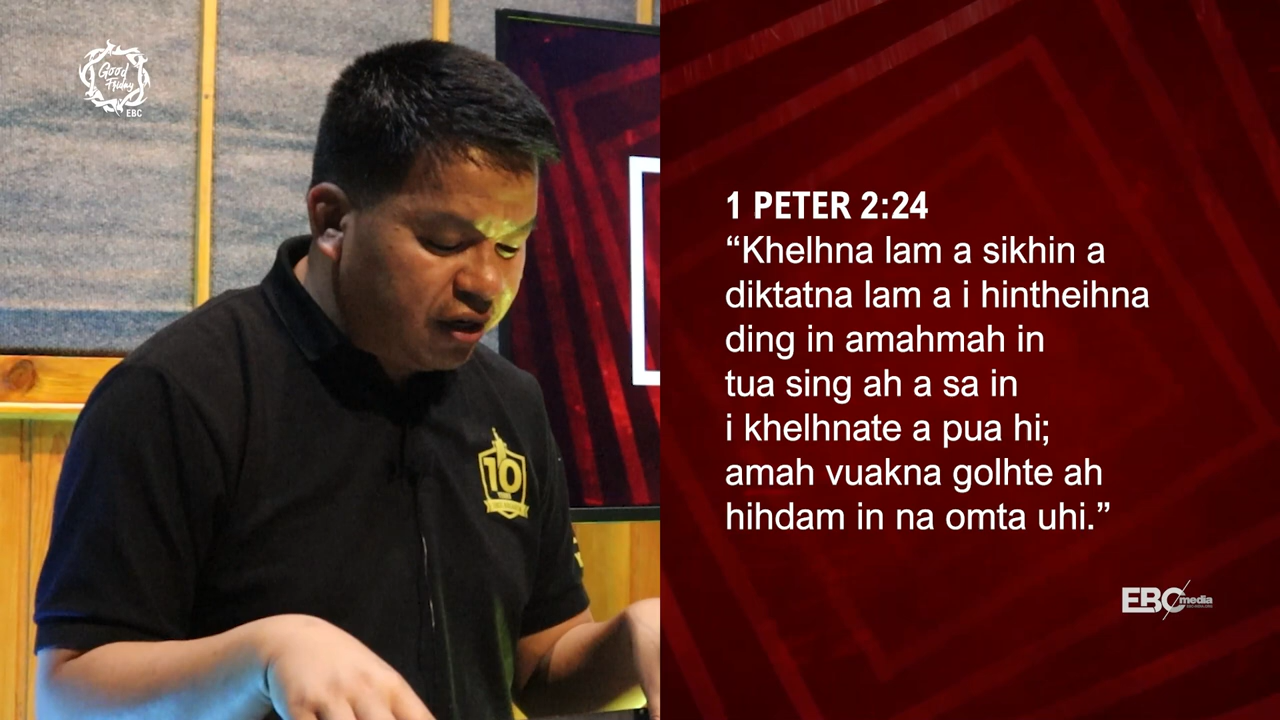 Good
Friday
EBC
1 PETER 2:24
“Khelhna lam a sikhin a
diktatna lam a i hintheihna
ding in amahmah in
tua sing ah a sa in
i khelhnate a pua hi;
amah vuakna golhte ah
hihdam in na omta uhi.”
10
EBC media